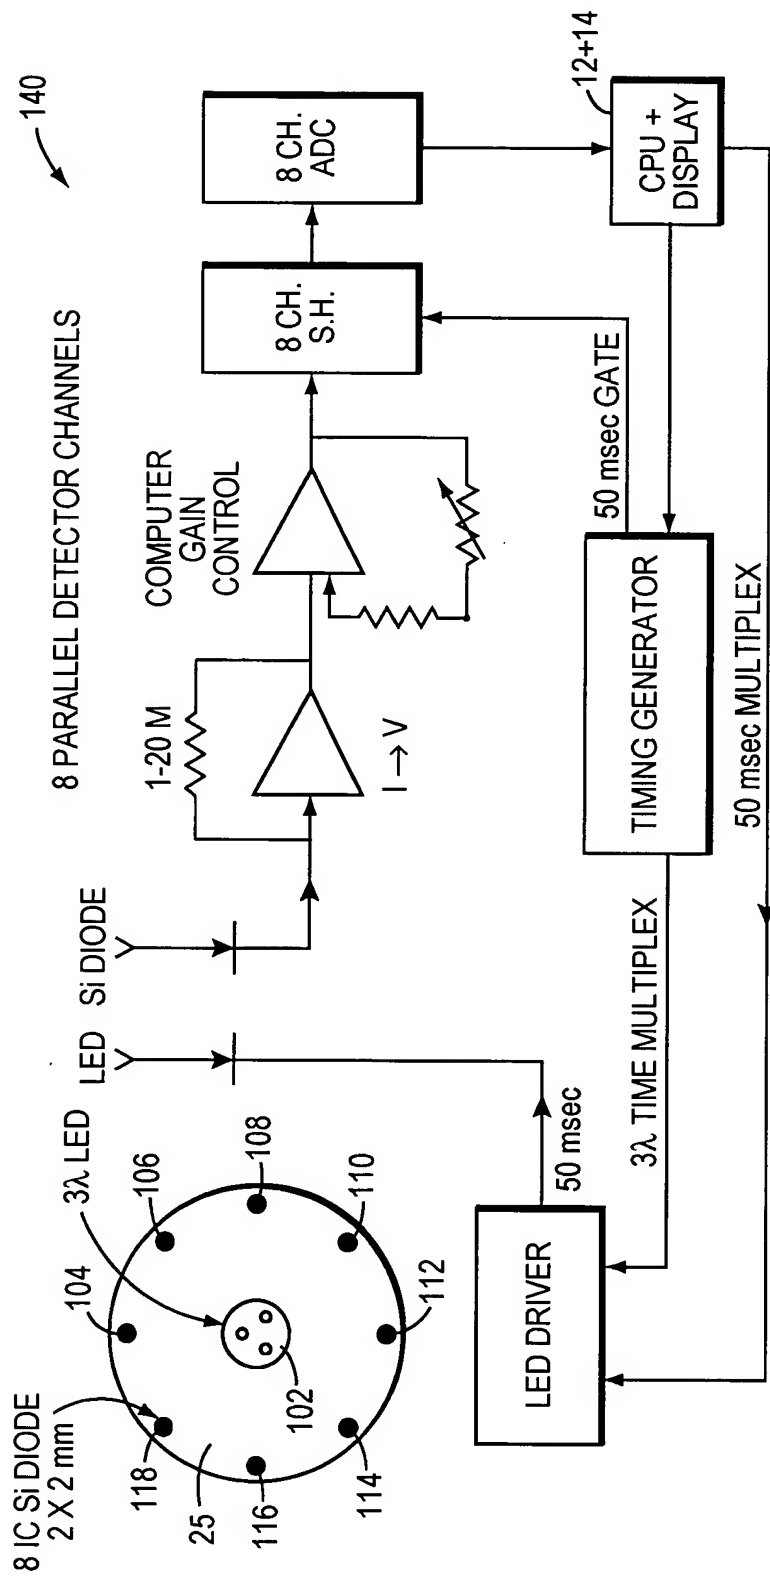 140
8 PARALLEL DETECTOR CHANNELS
8 IC Si DIODE
2 X 2 mm
3λ LED
LED
Si DIODE
1-20 M
I → V
COMPUTER
GAIN
CONTROL
8 CH.
S.H.
8 CH.
ADC
104
106
108
110
112
114
116
118
102
25
LED DRIVER
50 msec
3λ TIME MULTIPLEX
TIMING GENERATOR
50 msec GATE
50 msec MULTIPLEX
CPU +
DISPLAY
12+14